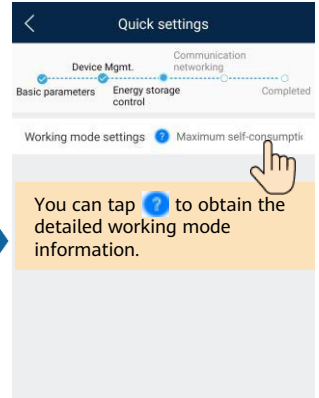 Quick settings
Communication
Device Mgmt. networking
Basic parameters Energy storage Completed
control
Working mode settings ? Maximum self-consumptic
You can tap ? to obtain the
detailed working mode
information.